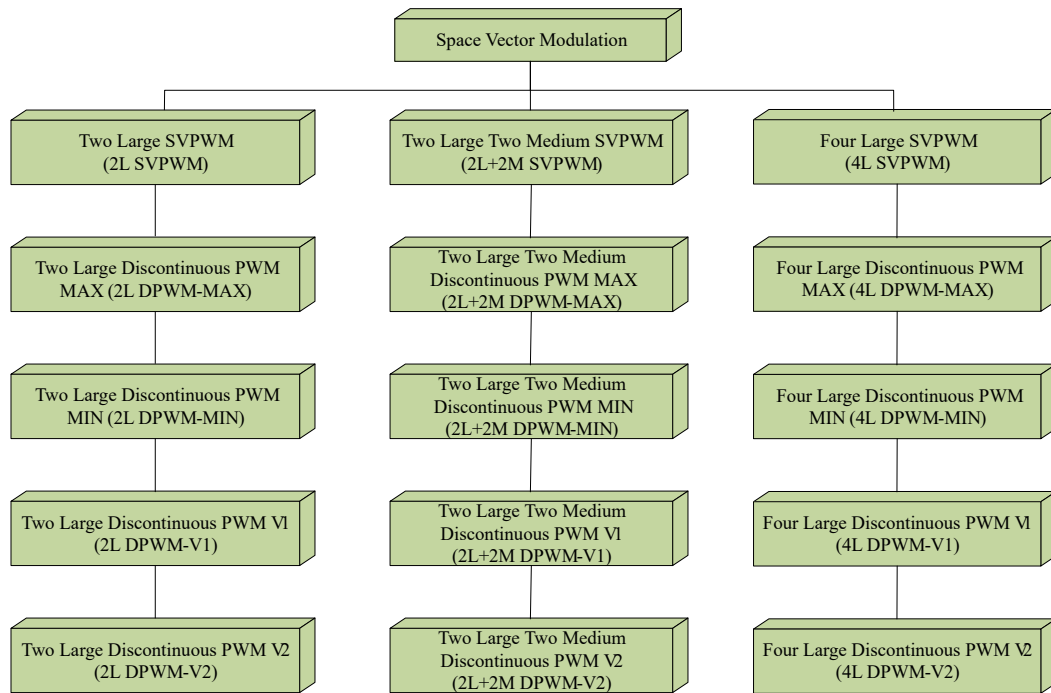 Space Vector Modulation
Two Large SVPWM
(2L SVPWM)
Two Large Two Medium SVPWM
(2L+2M SVPWM)
Four Large SVPWM
(4L SVPWM)
Two Large Discontinuous PWM
MAX (2L DPWM-MAX)
Two Large Two Medium
Discontinuous PWM MAX
(2L+2M DPWM-MAX)
Four Large Discontinuous PWM
MAX (4L DPWM-MAX)
Two Large Discontinuous PWM
MIN (2L DPWM-MIN)
Two Large Two Medium
Discontinuous PWM MIN
(2L+2M DPWM-MIN)
Four Large Discontinuous PWM
MIN (4L DPWM-MIN)
Two Large Discontinuous PWM V1
(2L DPWM-V1)
Two Large Two Medium
Discontinuous PWM V1
(2L+2M DPWM-V1)
Four Large Discontinuous PWM V1
(4L DPWM-V1)
Two Large Discontinuous PWM V2
(2L DPWM-V2)
Two Large Two Medium
Discontinuous PWM V2
(2L+2M DPWM-V2)
Four Large Discontinuous PWM V2
(4L DPWM-V2)